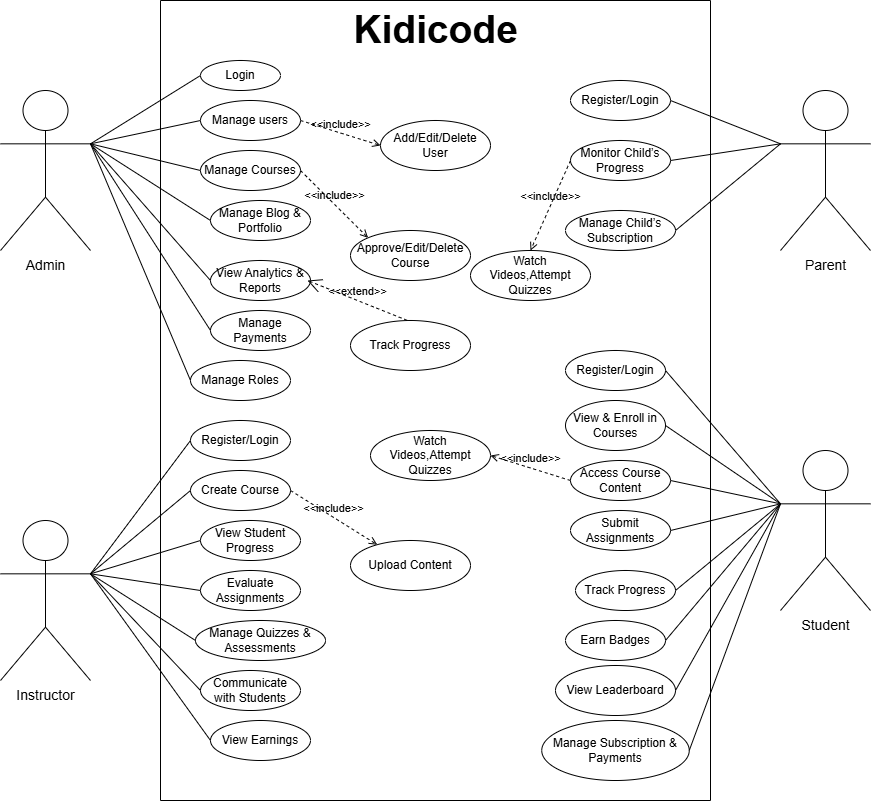 Kidicode
Login
Manage users
<<include>>
Add/Edit/Delete
User
Manage Courses
<<include>>
Approve/Edit/Delete
Course
Manage Blog &
Portfolio
View Analytics &
Reports
<<extend>>
Track Progress
Manage
Payments
Manage Roles
Admin
Register/Login
Monitor Child's
Progress
<<include>>
Watch
Videos,Attempt
Quizzes
Manage Child's
Subscription
Parent
Register/Login
Create Course
<<include>>
Upload Content
View Student
Progress
Evaluate
Assignments
Manage Quizzes &
Assessments
Communicate
with Students
View Earnings
Instructor
Register/Login
View & Enroll in
Courses
Access Course
Content
<<include>>
Watch
Videos,Attempt
Quizzes
Submit
Assignments
Track Progress
Earn Badges
View Leaderboard
Manage Subscription &
Payments
Student